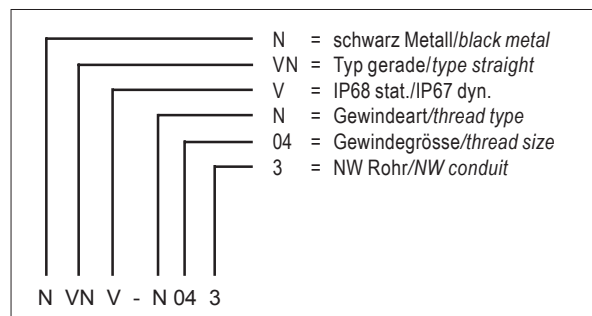 N = schwarz Metall/black metal
VN = Typ gerade/type straight
V = IP68 stat./IP67 dyn.
N = Gewindeart/thread type
04 = Gewindegrösse/thread size
3 = NW Rohr/NW conduit
N VN V - N 04 3